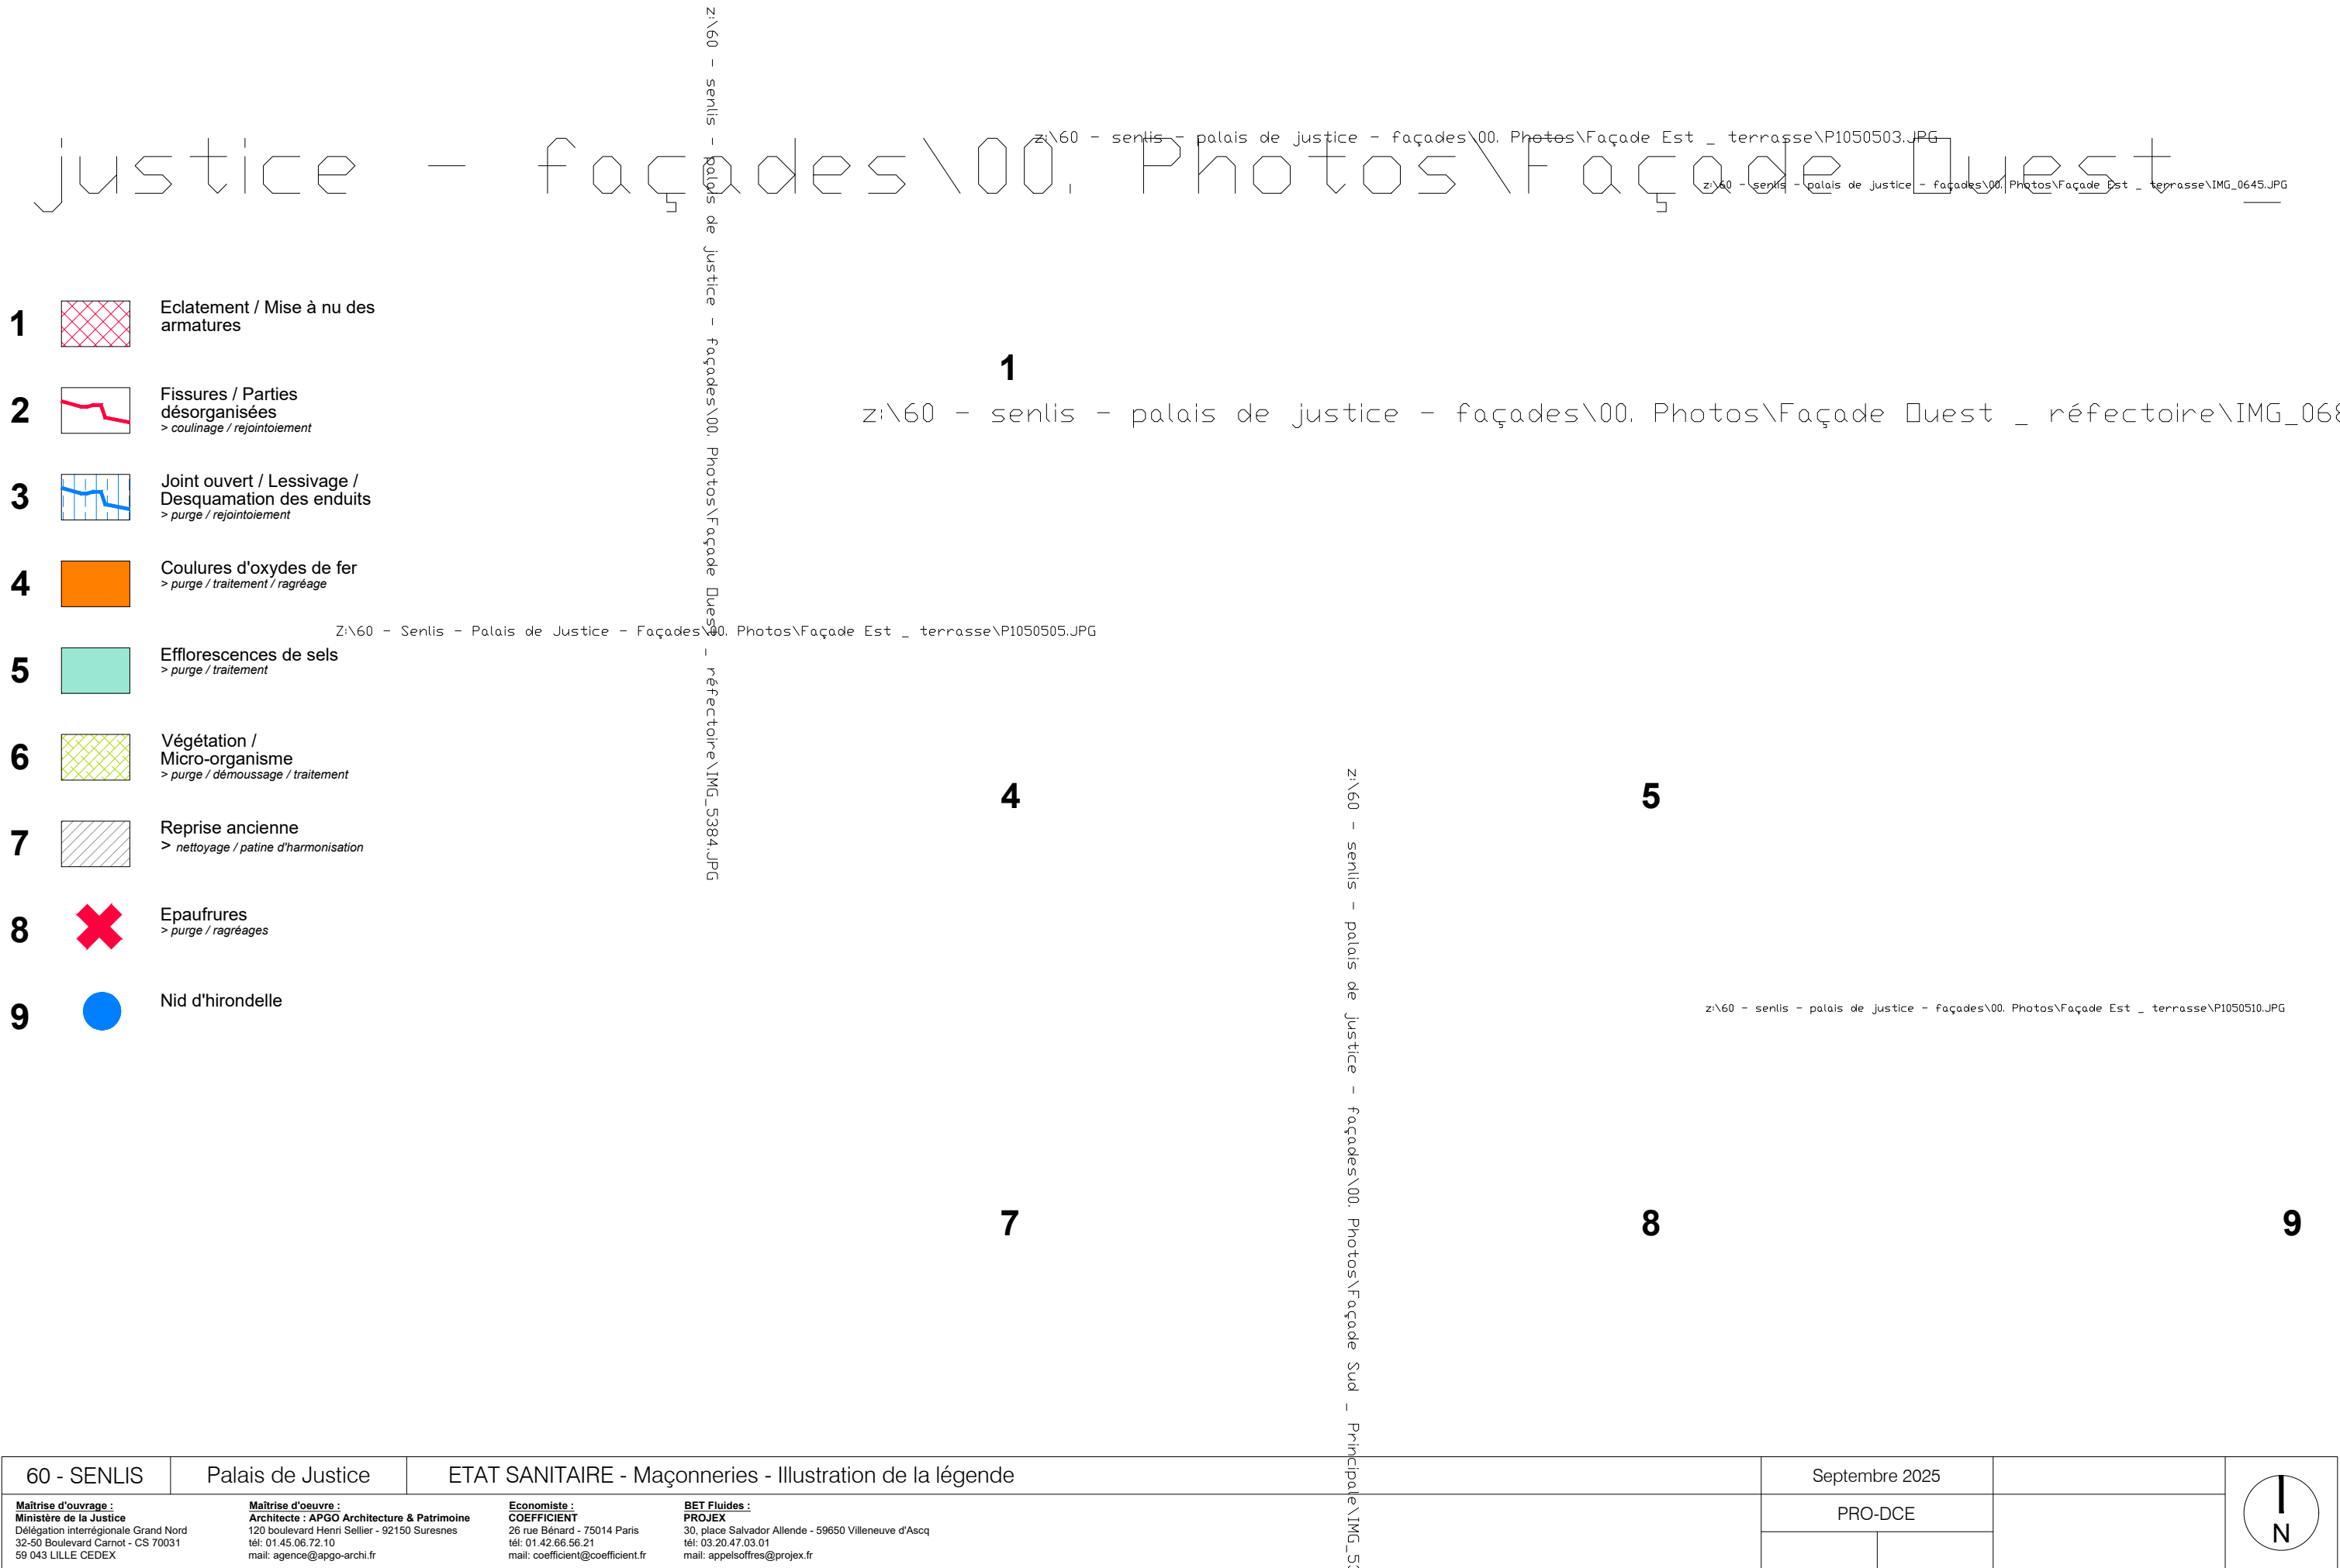 z:\60 - senlis - palais de justice - façades\00. Photos\Façade Ouest _ réfectoire\IMG_5384.JPG
z:\60 - senlis - palais de justice - façades\00. Photos\Façade Est _ terrasse\P1050503.JPG
justice - façades\00. Photos\Façade Ouest _
z:\60 - senlis - palais de justice - façades\00. Photos\Façade Est _ terrasse\IMG_0645.JPG
1
Eclatement / Mise à nu des
armatures
2
Fissures / Parties
désorganisées
> coulinage / rejointoiement
3
Joint ouvert / Lessivage /
Desquamation des enduits
> purge / rejointoiement
4
Coulures d'oxydes de fer
> purge / traitement / ragréage
5
Efflorescences de sels
> purge / traitement
6
Végétation /
Micro-organisme
> purge / démoussage / traitement
7
Reprise ancienne
> nettoyage / patine d'harmonisation
8
Epaufrures
> purge / ragréages
9
Nid d'hirondelle
1
z:\60 - senlis - palais de justice - façades\00. Photos\Façade Ouest _ réfectoire\IMG_068
Z:\60 - Senlis - Palais de Justice - Façades\00. Photos\Façade Est _ terrasse\P1050505.JPG
4
5
z:\60 - senlis - palais de justice - façades\00. Photos\Façade Sud _ Principale\IMG_53
z:\60 - senlis - palais de justice - façades\00. Photos\Façade Est _ terrasse\P1050510.JPG
7
8
9
60 - SENLIS
Palais de Justice
ETAT SANITAIRE - Maçonneries - Illustration de la légende
Septembre 2025
PRO-DCE
N
Maîtrise d'ouvrage :
Ministère de la Justice
Délégation interrégionale Grand Nord
32-50 Boulevard Carnot - CS 70031
59 043 LILLE CEDEX
Maîtrise d'oeuvre :
Architecte : APGO Architecture & Patrimoine
120 boulevard Henri Sellier - 92150 Suresnes
tél: 01.45.06.72.10
mail: agence@apgo-archi.fr
Economiste :
COEFFICIENT
26 rue Bénard - 75014 Paris
tél: 01.42.66.56.21
mail: coefficient@coefficient.fr
BET Fluides :
PROJEX
30, place Salvador Allende - 59650 Villeneuve d'Ascq
tél: 03.20.47.03.01
mail: appelsoffres@projex.fr